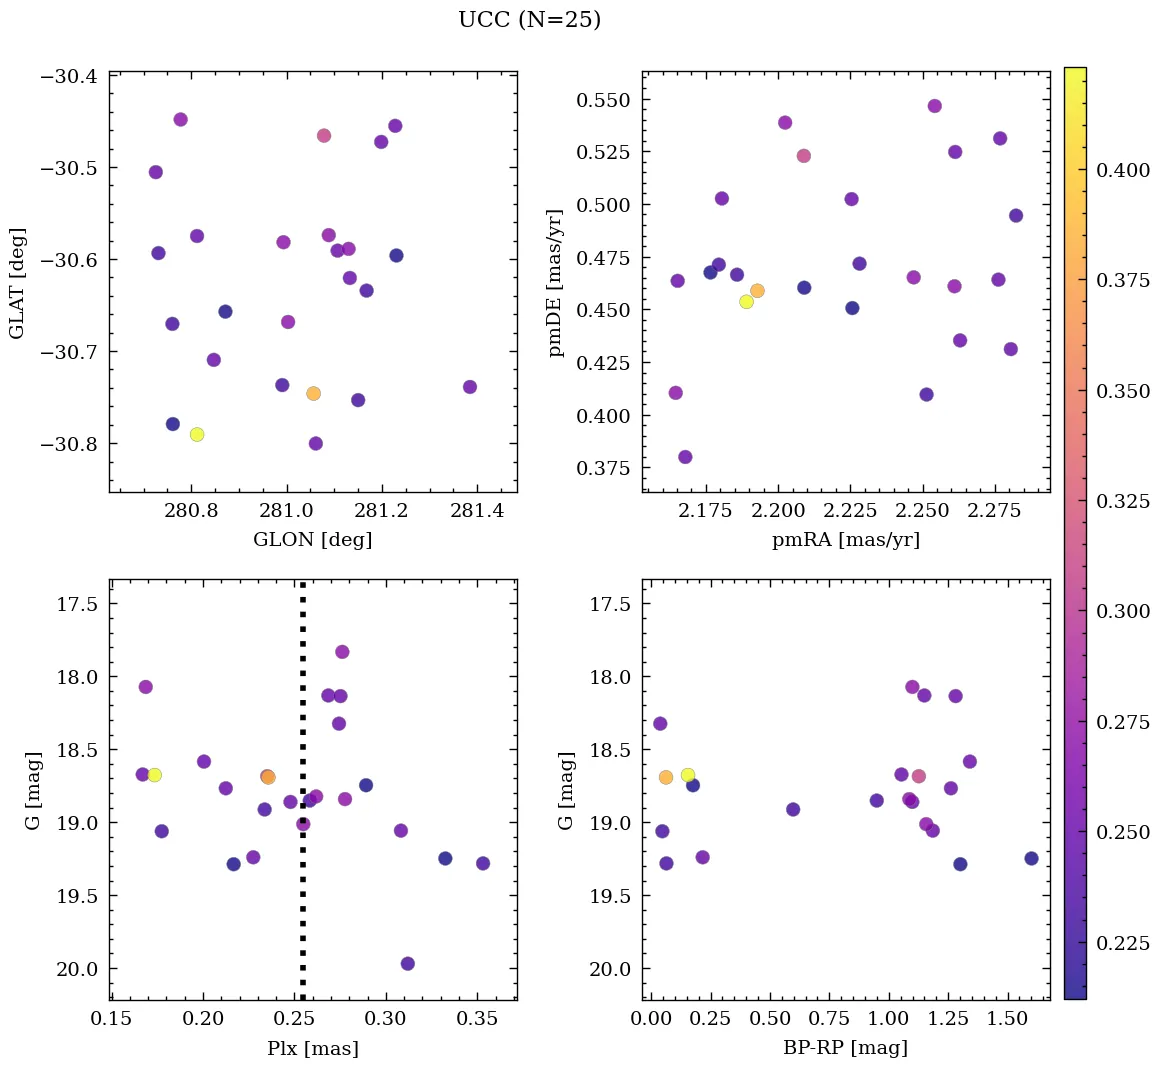 UCC (N=25)
−30.4
−30.5
−30.6
−30.7
−30.8
GLAT [deg]
280.8 281.0 281.2 281.4
GLON [deg]
0.550
0.525
0.500
0.475
0.450
0.425
0.400
0.375
pmDE [mas/yr]
2.175 2.200 2.225 2.250 2.275
pmRA [mas/yr]
17.5
18.0
18.5
19.0
19.5
20.0
G [mag]
0.15 0.20 0.25 0.30 0.35
Plx [mas]
17.5
18.0
18.5
19.0
19.5
20.0
G [mag]
0.00 0.25 0.50 0.75 1.00 1.25 1.50
BP-RP [mag]
0.400
0.375
0.350
0.325
0.300
0.275
0.250
0.225